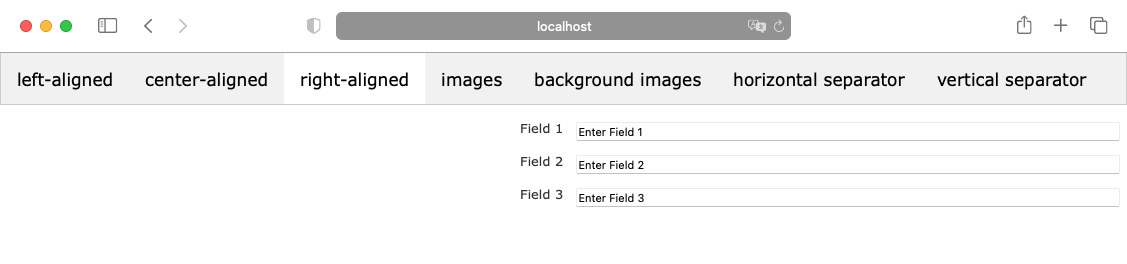 localhost
left-aligned center-aligned right-aligned images background images horizontal separator vertical separator
Field 1 Enter Field 1
Field 2 Enter Field 2
Field 3 Enter Field 3